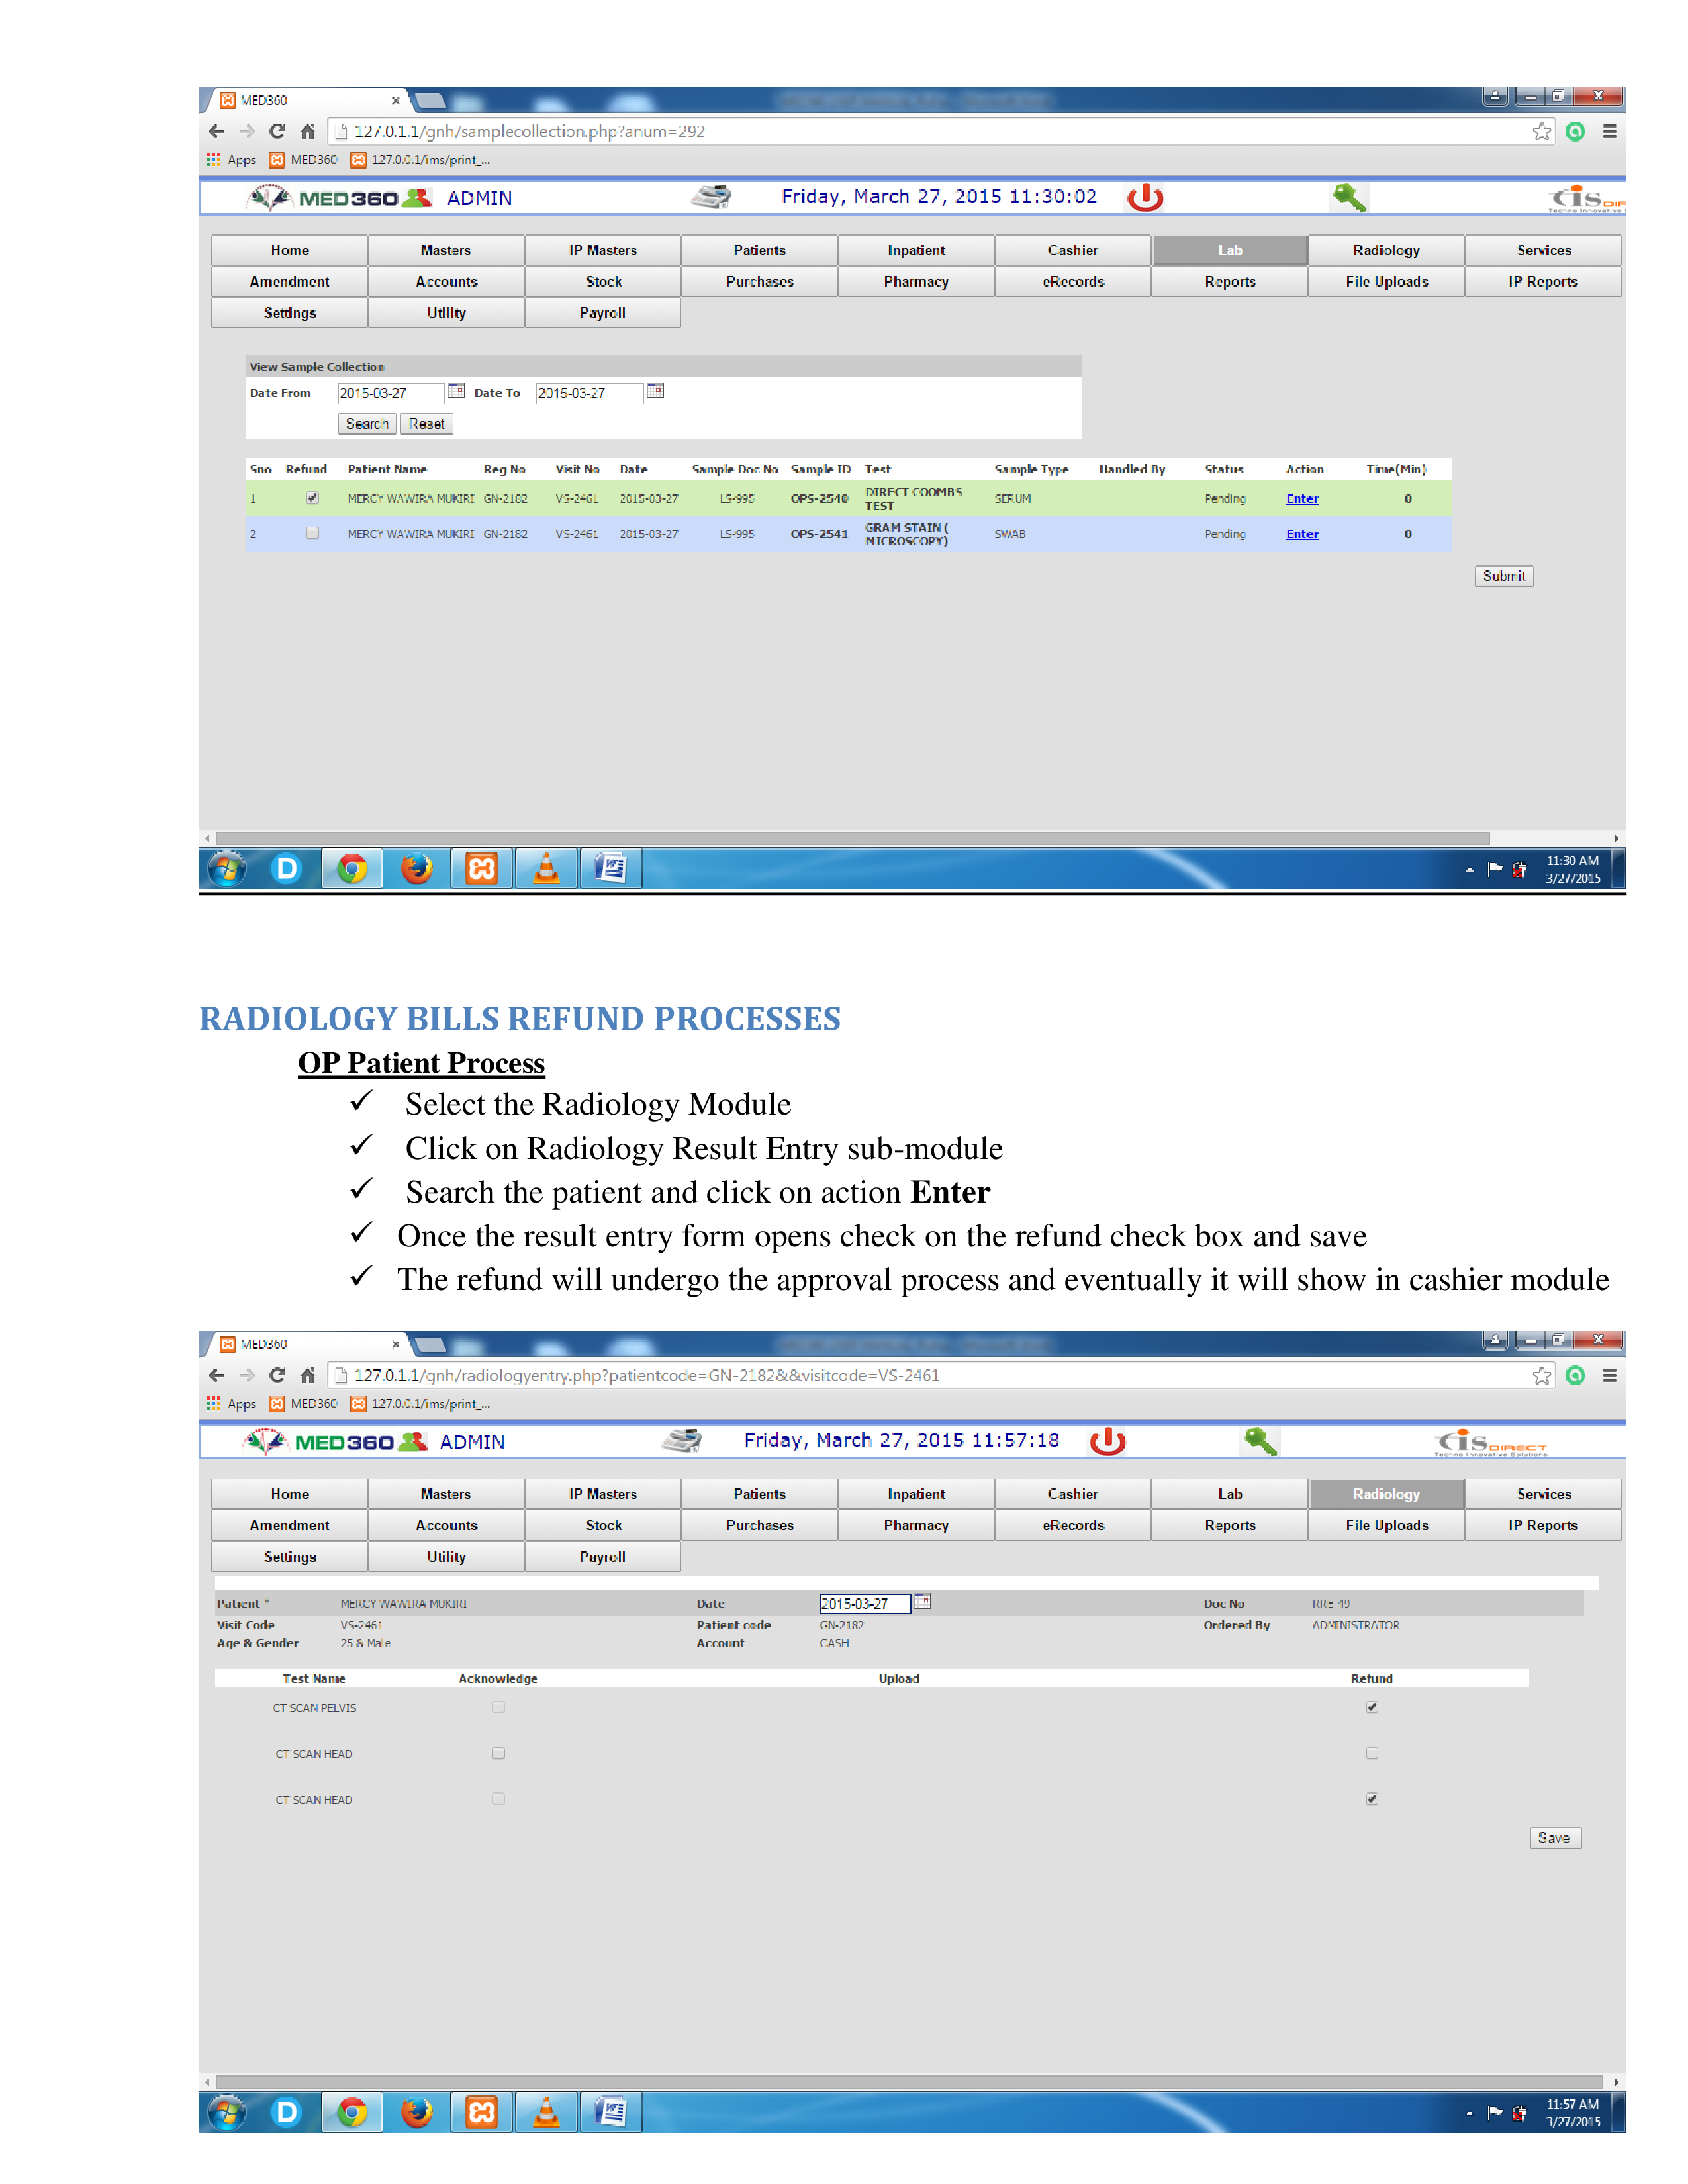 MED360
127.0.1.1/gnh/samplecollection.php?anum=292
Apps MED360 127.0.0.1/ims/print_...
MED360 ADMIN Friday, March 27, 2015 11:30:02 CIS DIR
Techno Innovative
Home Masters IP Masters Patients Inpatient Cashier Lab Radiology Services
Amendment Accounts Stock Purchases Pharmacy eRecords Reports File Uploads IP Reports
Settings Utility Payroll
View Sample Collection
Date From 2015-03-27 Date To 2015-03-27
Search Reset
Sno Refund Patient Name Reg No Visit No Date Sample Doc No Sample ID Test Sample Type Handled By Status Action Time(Min)
1 MERCY WAWIRA MUKIRI GN-2182 VS-2461 2015-03-27 LS-995 OPS-2540 DIRECT COOMBS TEST SERUM Pending Enter 0
2 MERCY WAWIRA MUKIRI GN-2182 VS-2461 2015-03-27 LS-995 OPS-2541 GRAM STAIN ( MICROSCOPY) SWAB Pending Enter 0
Submit
11:30 AM
3/27/2015
RADIOLOGY BILLS REFUND PROCESSES
OP Patient Process
✓ Select the Radiology Module
✓ Click on Radiology Result Entry sub-module
✓ Search the patient and click on action Enter
✓ Once the result entry form opens check on the refund check box and save
✓ The refund will undergo the approval process and eventually it will show in cashier module
MED360
127.0.1.1/gnh/radiologyentry.php?patientcode=GN-2182&&visitcode=VS-2461
Apps MED360 127.0.0.1/ims/print_...
MED360 ADMIN Friday, March 27, 2015 11:57:18 CIS DIRECT
Techno Innovative Solutions
Home Masters IP Masters Patients Inpatient Cashier Lab Radiology Services
Amendment Accounts Stock Purchases Pharmacy eRecords Reports File Uploads IP Reports
Settings Utility Payroll
Patient * MERCY WAWIRA MUKIRI Date 2015-03-27 Doc No RRE-49
Visit Code VS-2461 Patient code GN-2182 Ordered By ADMINISTRATOR
Age & Gender 25 & Male Account CASH
Test Name Acknowledge Upload Refund
CT SCAN PELVIS
CT SCAN HEAD
CT SCAN HEAD
Save
11:57 AM
3/27/2015